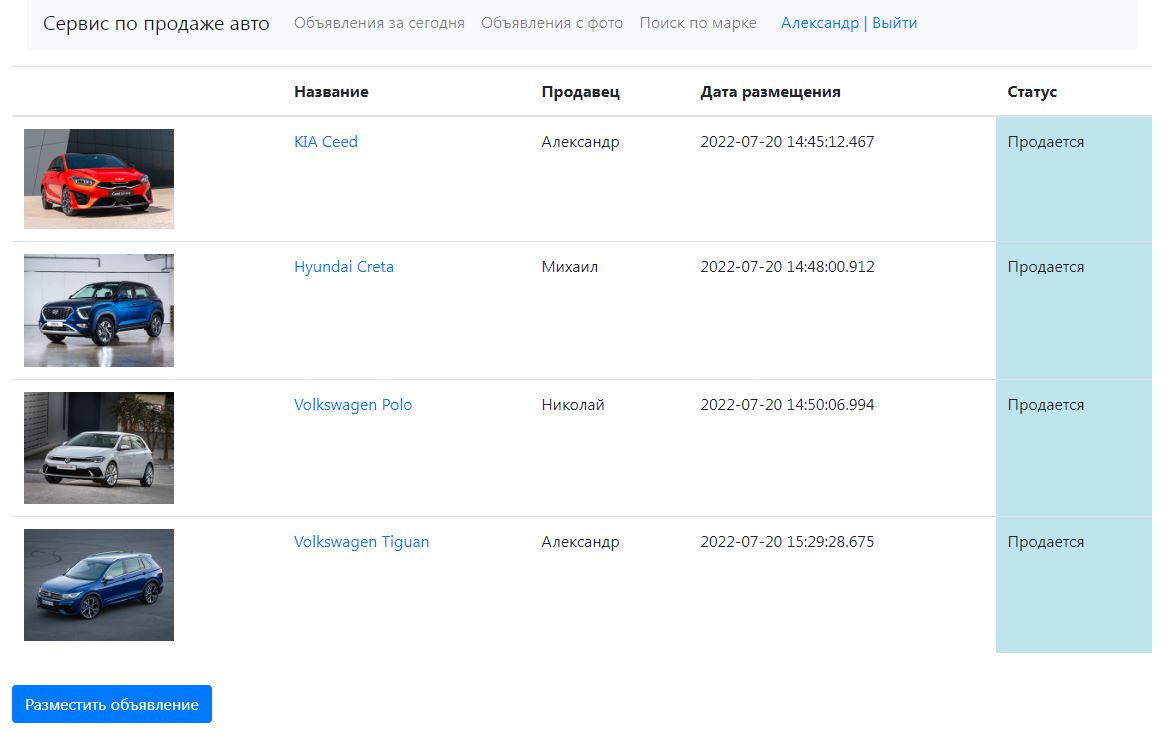 Сервис по продаже авто Объявления за сегодня Объявления с фото Поиск по марке Александр | Выйти
Название Продавец Дата размещения Статус
KIA Ceed Александр 2022-07-20 14:45:12.467 Продается
Hyundai Creta Михаил 2022-07-20 14:48:00.912 Продается
Volkswagen Polo Николай 2022-07-20 14:50:06.994 Продается
Volkswagen Tiguan Александр 2022-07-20 15:29:28.675 Продается
Разместить объявление